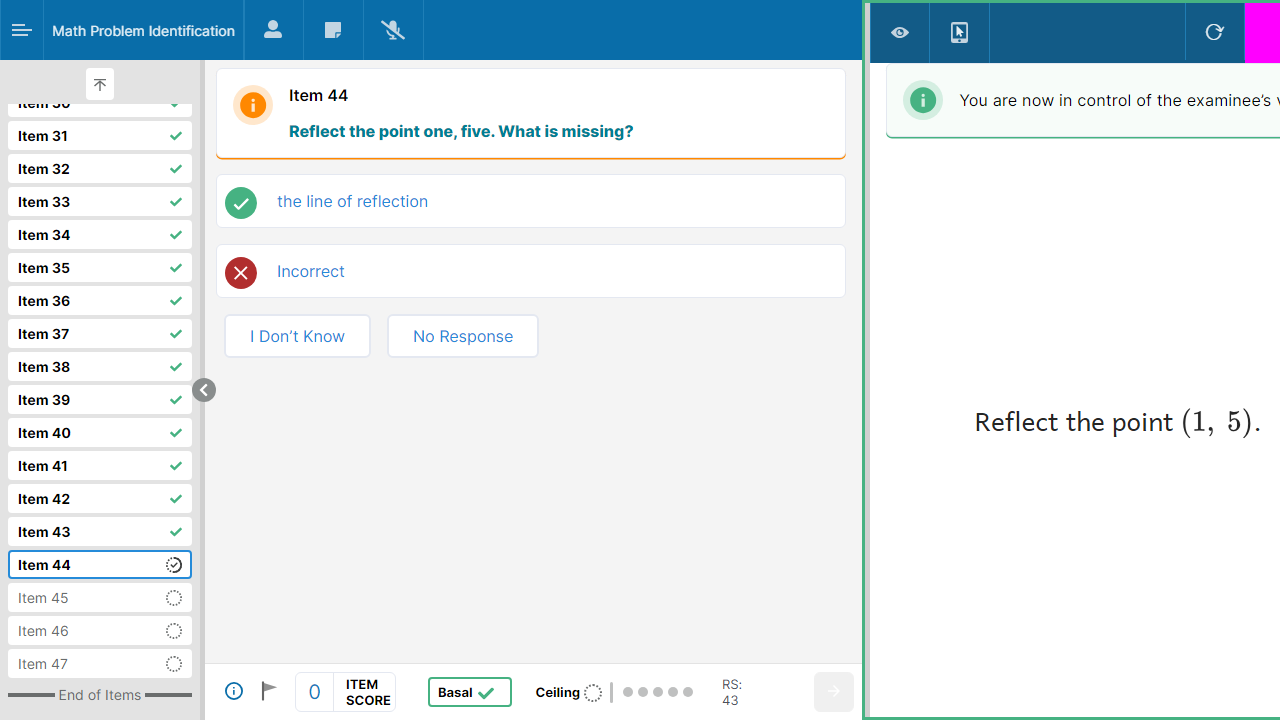 Math Problem Identification
Item 30
Item 31
Item 32
Item 33
Item 34
Item 35
Item 36
Item 37
Item 38
Item 39
Item 40
Item 41
Item 42
Item 43
Item 44
Item 45
Item 46
Item 47
End of Items
Item 44
Reflect the point one, five. What is missing?
the line of reflection
Incorrect
I Don’t Know
No Response
0
ITEM
SCORE
Basal
Ceiling
RS:
43
You are now in control of the examinee’s
Reflect the point (1, 5).